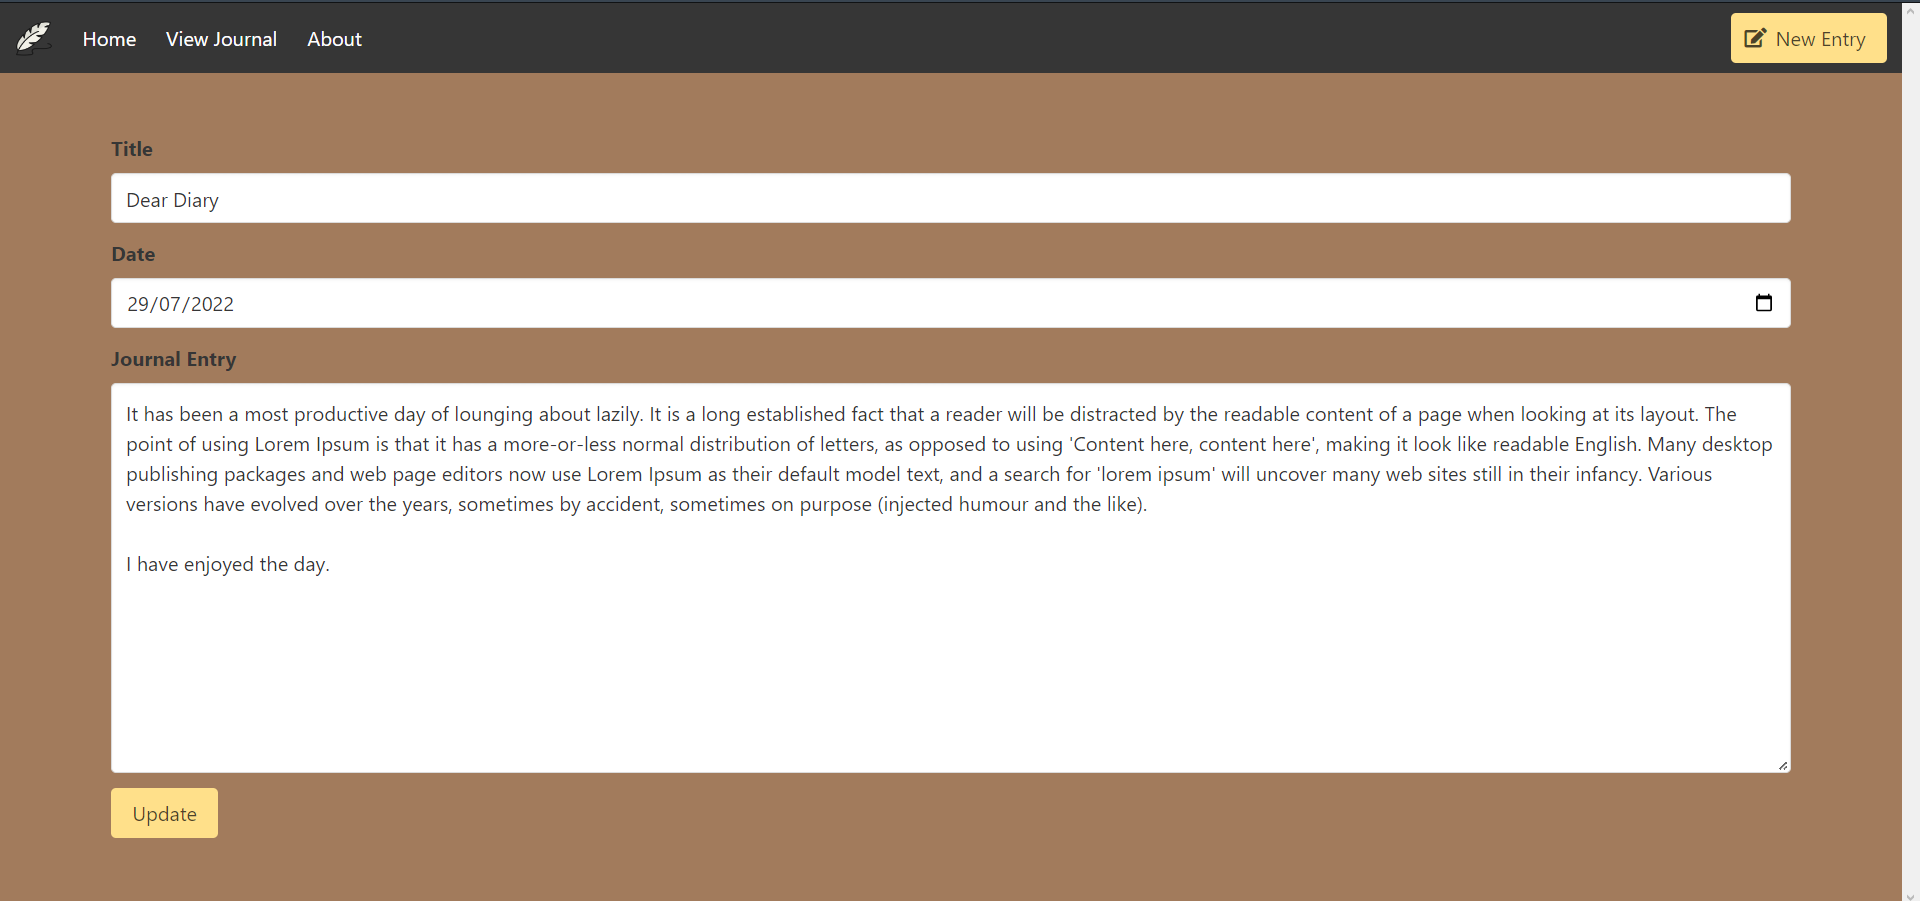 Home View Journal About New Entry
Title
Dear Diary
Date
29/07/2022
Journal Entry
It has been a most productive day of lounging about lazily. It is a long established fact that a reader will be distracted by the readable content of a page when looking at its layout. The
point of using Lorem Ipsum is that it has a more-or-less normal distribution of letters, as opposed to using 'Content here, content here', making it look like readable English. Many desktop
publishing packages and web page editors now use Lorem Ipsum as their default model text, and a search for 'lorem ipsum' will uncover many web sites still in their infancy. Various
versions have evolved over the years, sometimes by accident, sometimes on purpose (injected humour and the like).
I have enjoyed the day.
Update